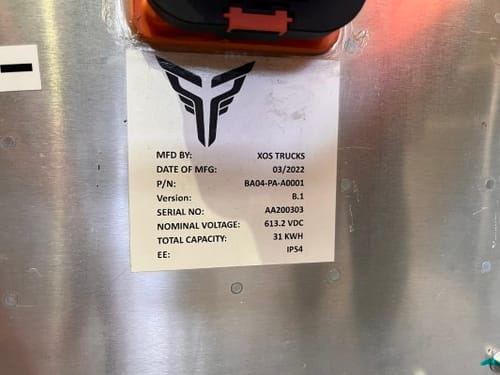 MFD BY: XOS TRUCKS
DATE OF MFG: 03/2022
P/N: BA04-PA-A0001
Version: B.1
SERIAL NO: AA200303
NOMINAL VOLTAGE: 613.2 VDC
TOTAL CAPACITY: 31 KWH
EE: IP54